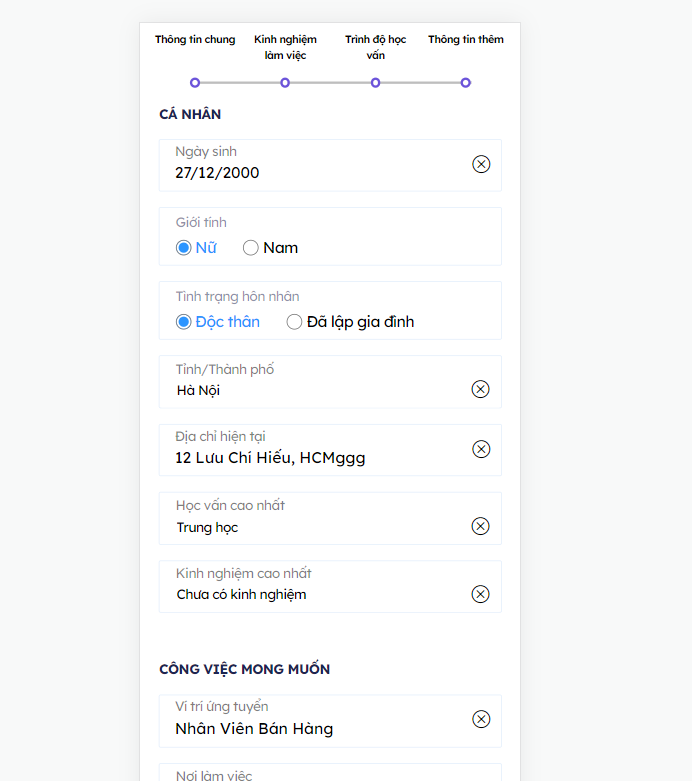 Thông tin chung
Kinh nghiệm làm việc
Trình độ học vấn
Thông tin thêm
CÁ NHÂN
Ngày sinh
27/12/2000
Giới tính
Nữ
Nam
Tình trạng hôn nhân
Độc thân
Đã lập gia đình
Tỉnh/Thành phố
Hà Nội
Địa chỉ hiện tại
12 Lưu Chí Hiếu, HCMggg
Học vấn cao nhất
Trung học
Kinh nghiệm cao nhất
Chưa có kinh nghiệm
CÔNG VIỆC MONG MUỐN
Vị trí ứng tuyển
Nhân Viên Bán Hàng
Nơi làm việc